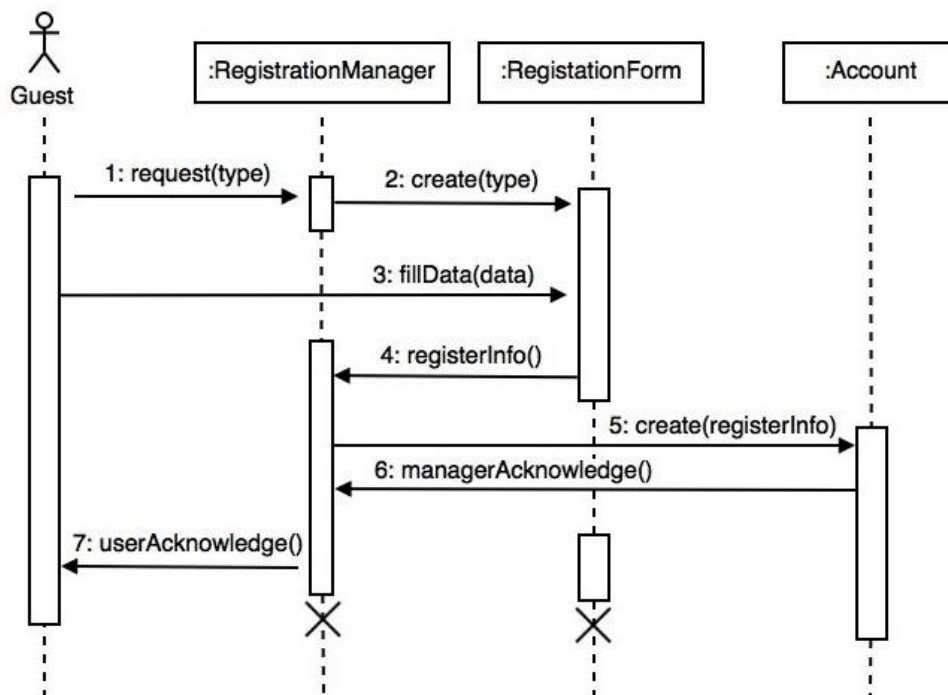 :RegistrationManager
:RegistationForm
:Account
Guest
1: request(type)
2: create(type)
3: fillData(data)
4: registerInfo()
5: create(registerInfo)
6: managerAcknowledge()
7: userAcknowledge()